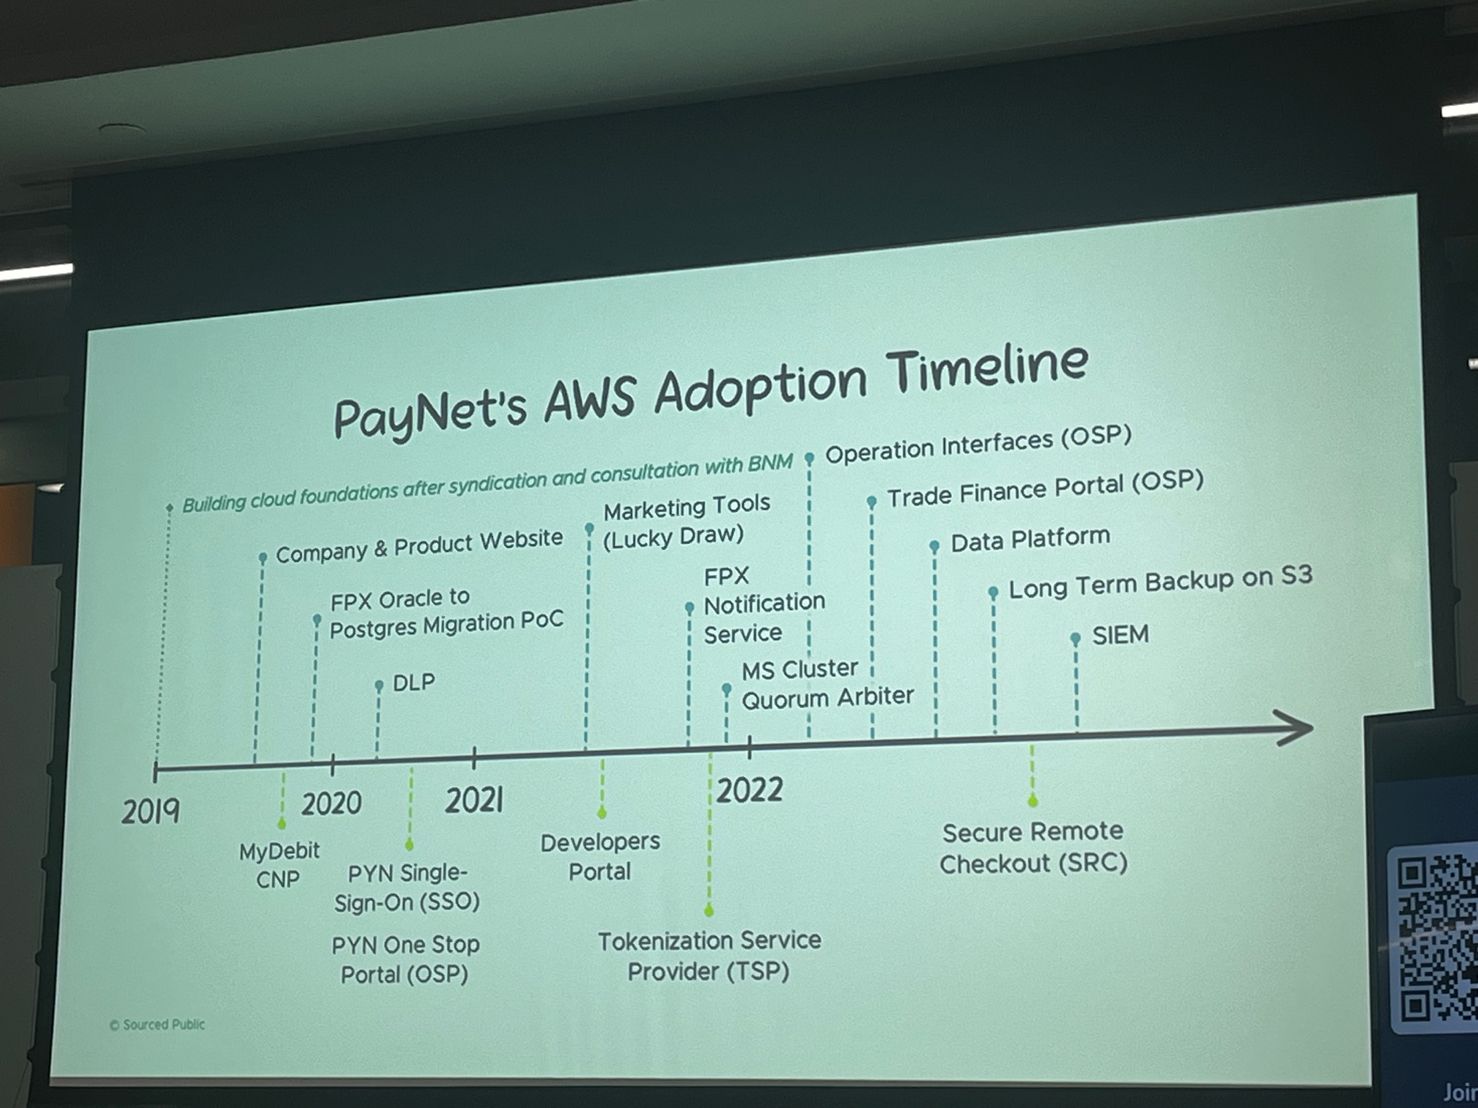 PayNet's AWS Adoption Timeline
Building cloud foundations after syndication and consultation with BNM
Operation Interfaces (OSP)
Trade Finance Portal (OSP)
Marketing Tools
(Lucky Draw)
Company & Product Website
Data Platform
FPX
Notification
Service
Long Term Backup on S3
FPX Oracle to
Postgres Migration PoC
SIEM
MS Cluster
Quorum Arbiter
DLP
2019
2020
2021
2022
MyDebit
CNP
PYN Single-
Sign-On (SSO)
PYN One Stop
Portal (OSP)
Developers
Portal
Tokenization Service
Provider (TSP)
Secure Remote
Checkout (SRC)
© Sourced Public